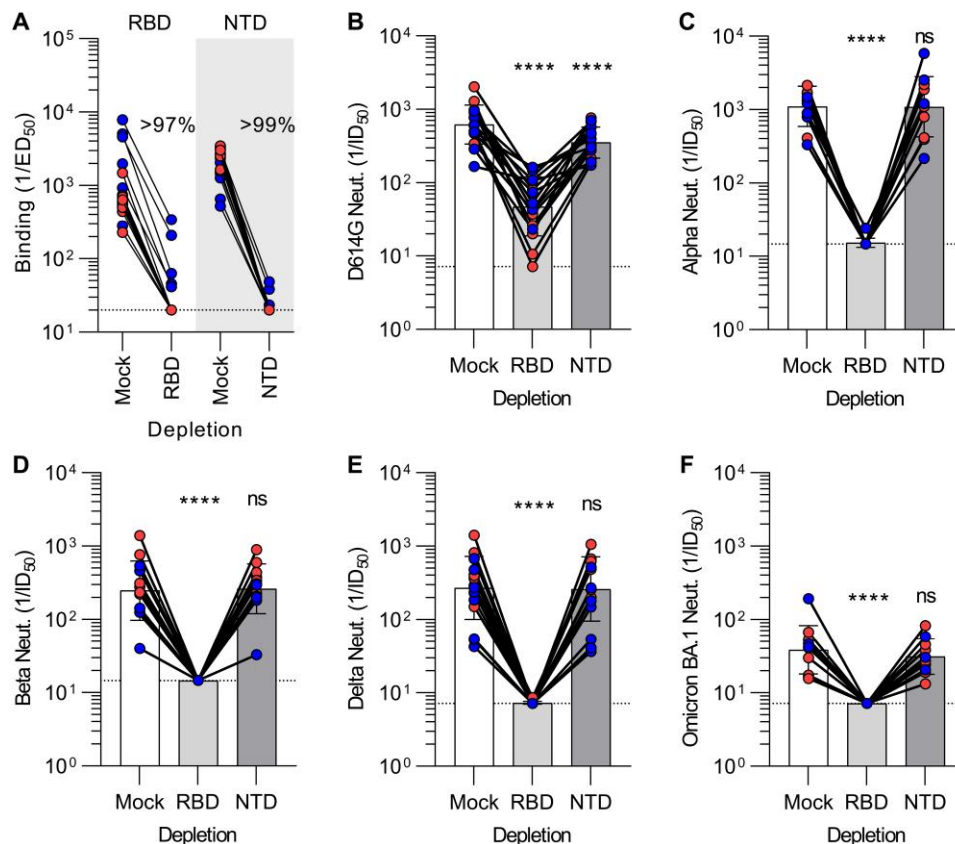 A
RBD
NTD
Binding (1/ED50)
10^5
10^4
10^3
10^2
10^1
>97%
>99%
Mock
RBD
Mock
NTD
Depletion
B
D614G Neut. (1/ID50)
10^4
10^3
10^2
10^1
10^0
****
****
Mock RBD NTD
Depletion
C
Alpha Neut. (1/ID50)
10^4
10^3
10^2
10^1
10^0
****
ns
Mock RBD NTD
Depletion
D
Beta Neut. (1/ID50)
10^4
10^3
10^2
10^1
10^0
****
ns
Mock RBD NTD
Depletion
E
Delta Neut. (1/ID50)
10^4
10^3
10^2
10^1
10^0
****
ns
Mock RBD NTD
Depletion
F
Omicron BA.1 Neut. (1/ID50)
10^4
10^3
10^2
10^1
10^0
****
ns
Mock RBD NTD
Depletion